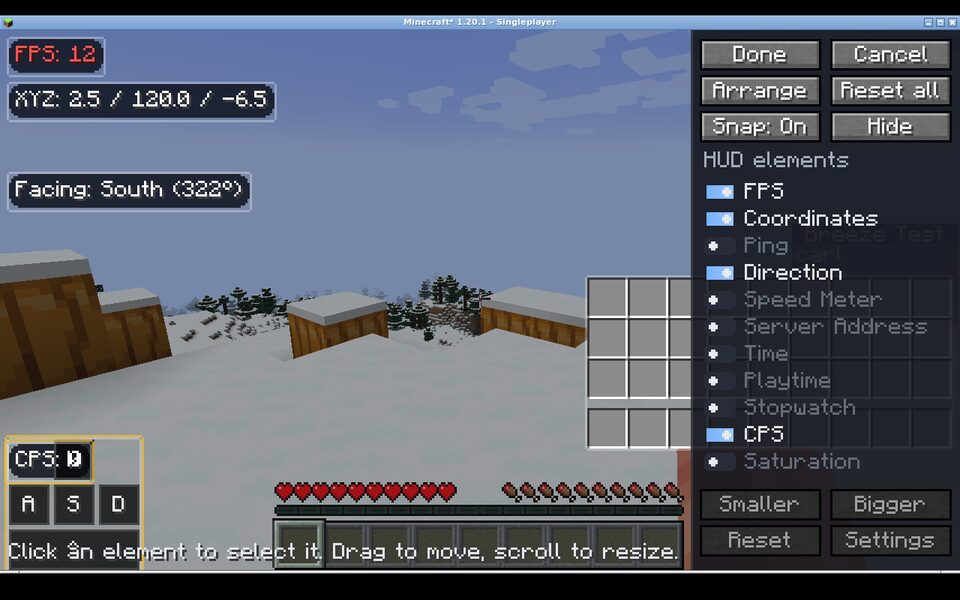 Minecraft* 1.20.1 - Singleplayer
FPS: 12
XYZ: 2.5 / 120.0 / -6.5
Facing: South (322°)
CPS: 0
A S D
Click an element to select it. Drag to move, scroll to resize.
Done
Cancel
Arrange
Reset all
Snap: On
Hide
HUD elements
FPS
Coordinates
Breeze Test
Ping
Direction
Speed Meter
Server Address
Time
Playtime
Stopwatch
CPS
Saturation
Smaller
Bigger
Reset
Settings